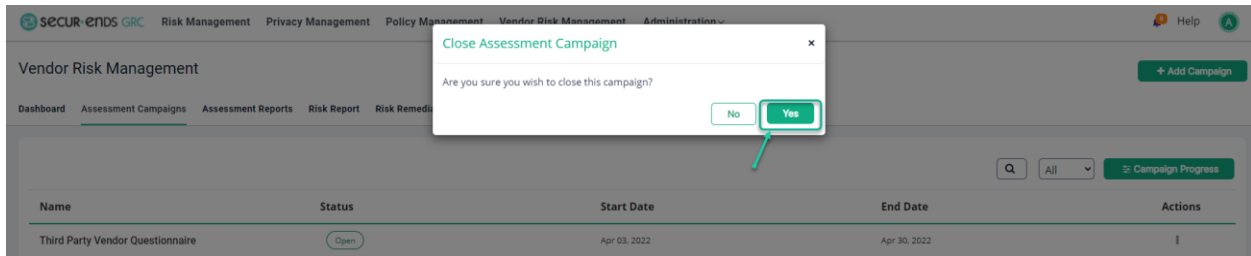 SECUR·ENDS GRC Risk Management Privacy Management Policy Management Vendor Risk Management Administration Help A
Close Assessment Campaign ×
Vendor Risk Management + Add Campaign
Are you sure you wish to close this campaign?
Dashboard Assessment Campaigns Assessment Reports Risk Report Risk Remedia
No Yes
All Campaign Progress
Name Status Start Date End Date Actions
Third Party Vendor Questionnaire Open Apr 03, 2022 Apr 30, 2022